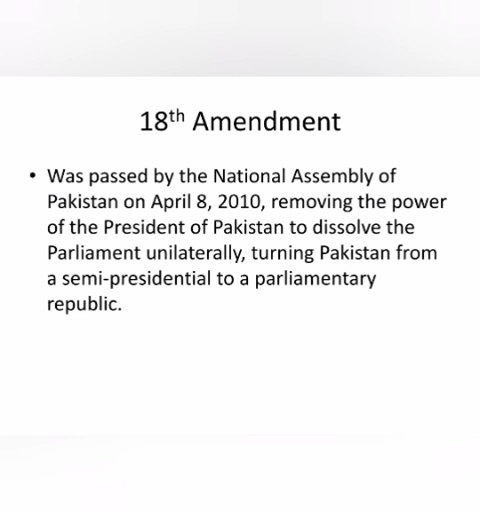 18th Amendment
• Was passed by the National Assembly of
Pakistan on April 8, 2010, removing the power
of the President of Pakistan to dissolve the
Parliament unilaterally, turning Pakistan from
a semi-presidential to a parliamentary
republic.